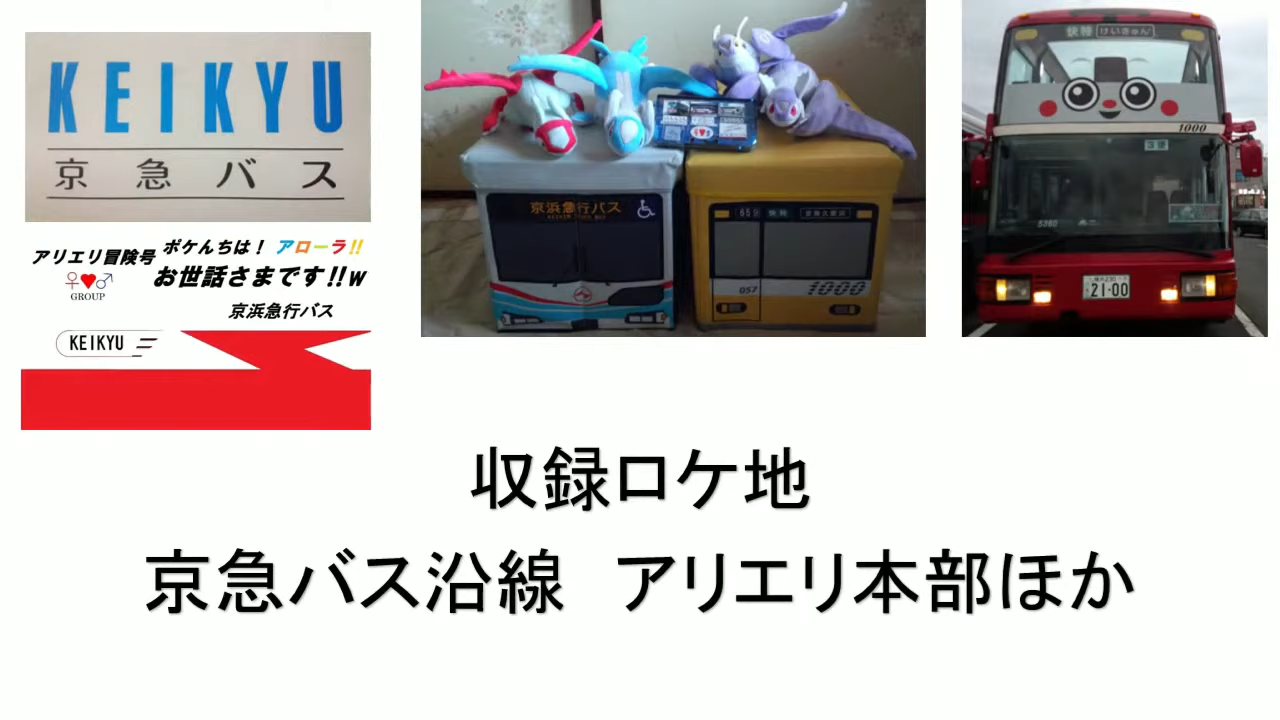 KEIKYU
京急バス
アリエリ冒険号
ポケんちは！ アローラ!!
お世話さまです!!w
♀♥♂
GROUP
京浜急行バス
KEIKYU
京浜急行バス
057
1000
快特 けいきゅん
1000
5380
21:00
収録ロケ地
京急バス沿線　アリエリ本部ほか